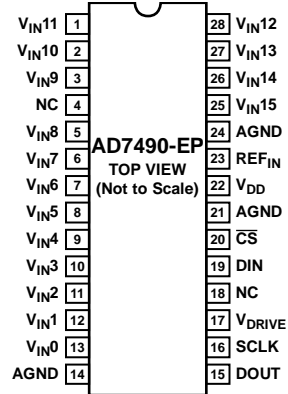 VIN11 1
VIN10 2
VIN9 3
NC 4
VIN8 5
VIN7 6
VIN6 7
VIN5 8
VIN4 9
VIN3 10
VIN2 11
VIN1 12
VIN0 13
AGND 14
AD7490-EP
TOP VIEW
(Not to Scale)
28 VIN12
27 VIN13
26 VIN14
25 VIN15
24 AGND
23 REFIN
22 VDD
21 AGND
20 C̅S̅
19 DIN
18 NC
17 VDRIVE
16 SCLK
15 DOUT